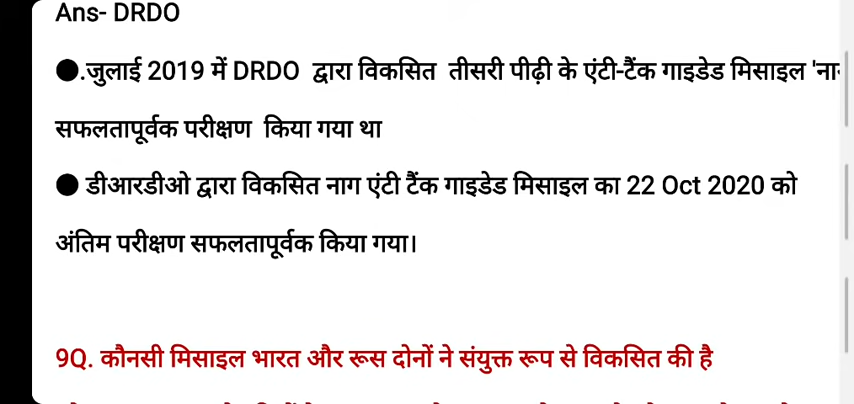 Ans- DRDO
●.जुलाई 2019 में DRDO द्वारा विकसित तीसरी पीढ़ी के एंटी-टैंक गाइडेड मिसाइल
सफलतापूर्वक परीक्षण किया गया था
● डीआरडीओ द्वारा विकसित नाग एंटी टैंक गाइडेड मिसाइल का 22 Oct 2020 को
अंतिम परीक्षण सफलतापूर्वक किया गया।
9Q. कौनसी मिसाइल भारत और रूस दोनों ने संयुक्त रूप से विकसित की है